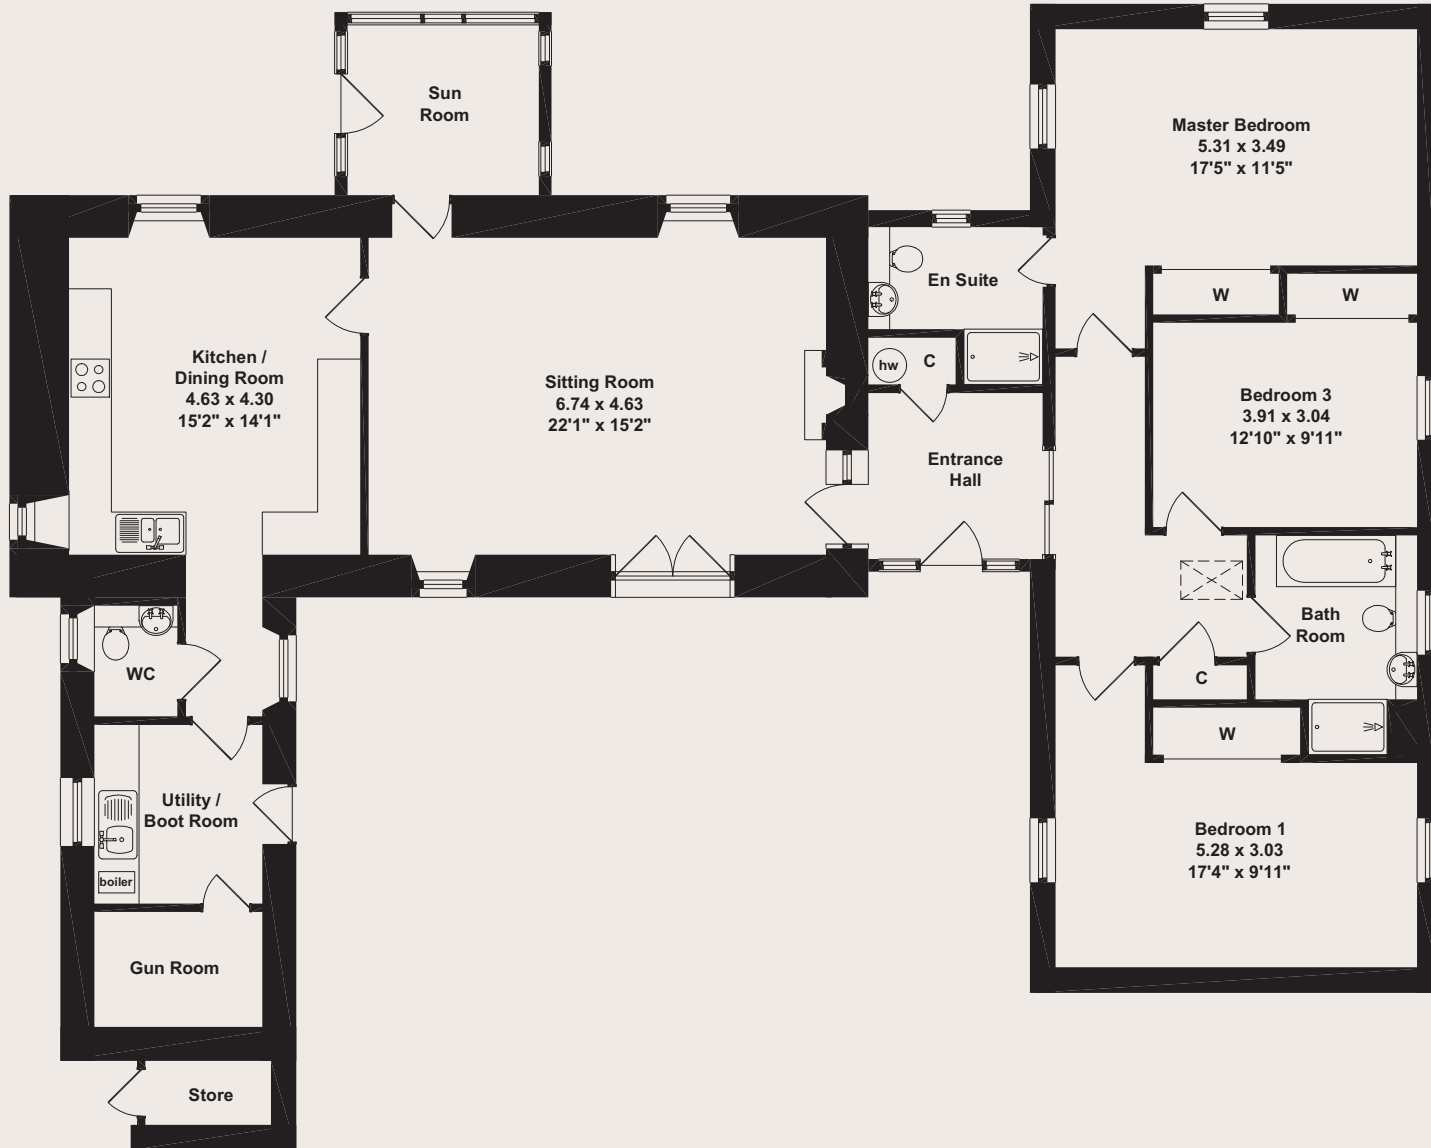 Sun
Room
Master Bedroom
5.31 x 3.49
17'5" x 11'5"
En Suite
W
W
Kitchen /
Dining Room
4.63 x 4.30
15'2" x 14'1"
Sitting Room
6.74 x 4.63
22'1" x 15'2"
hw
C
Bedroom 3
3.91 x 3.04
12'10" x 9'11"
Entrance
Hall
Bath
Room
WC
C
W
Utility /
Boot Room
boiler
Bedroom 1
5.28 x 3.03
17'4" x 9'11"
Gun Room
Store